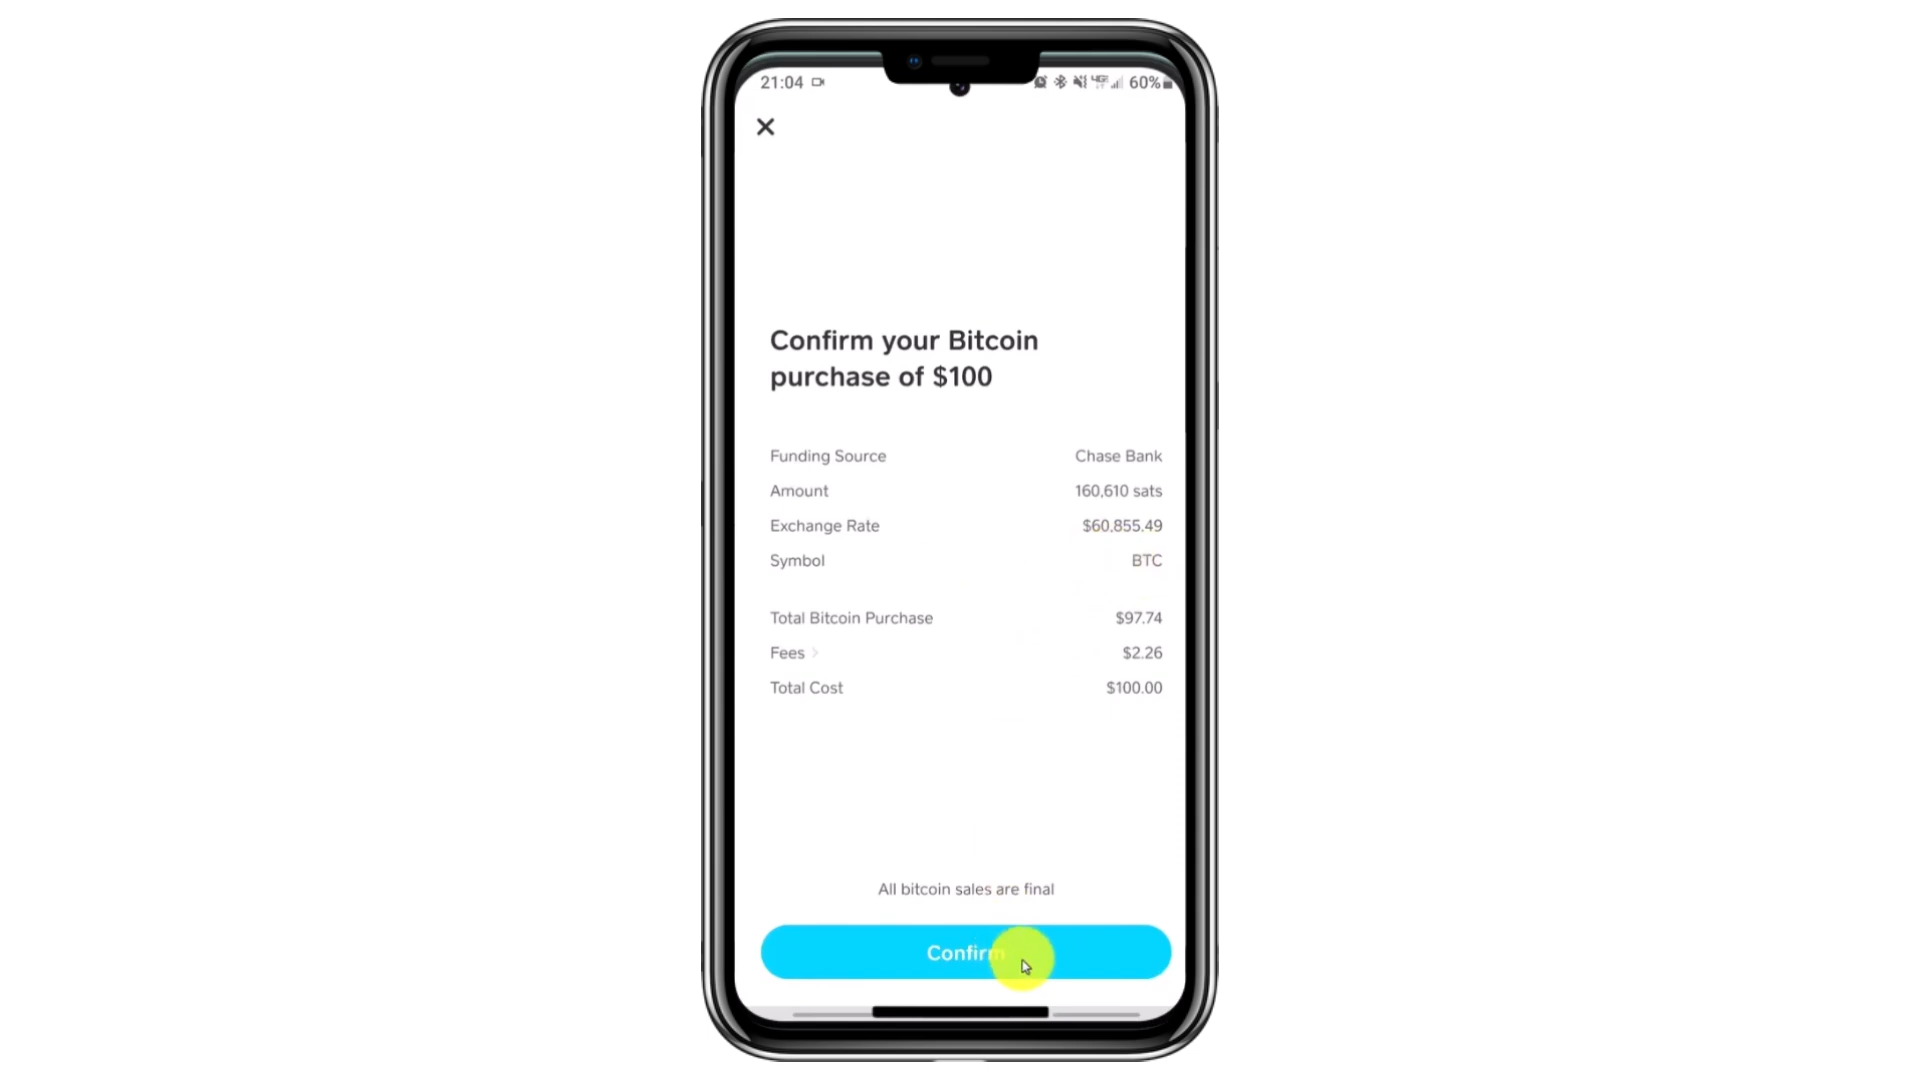 21:04 60%
Confirm your Bitcoin
purchase of $100
Funding Source Chase Bank
Amount 160,610 sats
Exchange Rate $60,855.49
Symbol BTC
Total Bitcoin Purchase $97.74
Fees $2.26
Total Cost $100.00
All bitcoin sales are final
Confirm